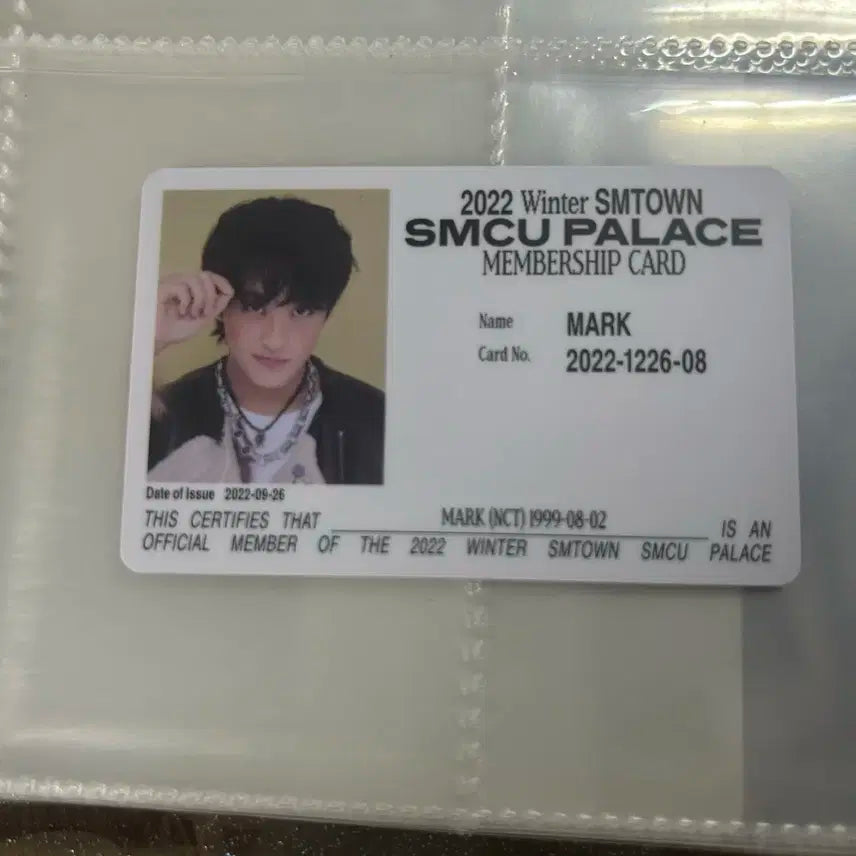 2022 Winter SMTOWN
SMCU PALACE
MEMBERSHIP CARD
Name MARK
Card No. 2022-1226-08
Date of Issue 2022-09-26
THIS CERTIFIES THAT MARK (NCT) 1999-08-02 IS AN
OFFICIAL MEMBER OF THE 2022 WINTER SMTOWN SMCU PALACE